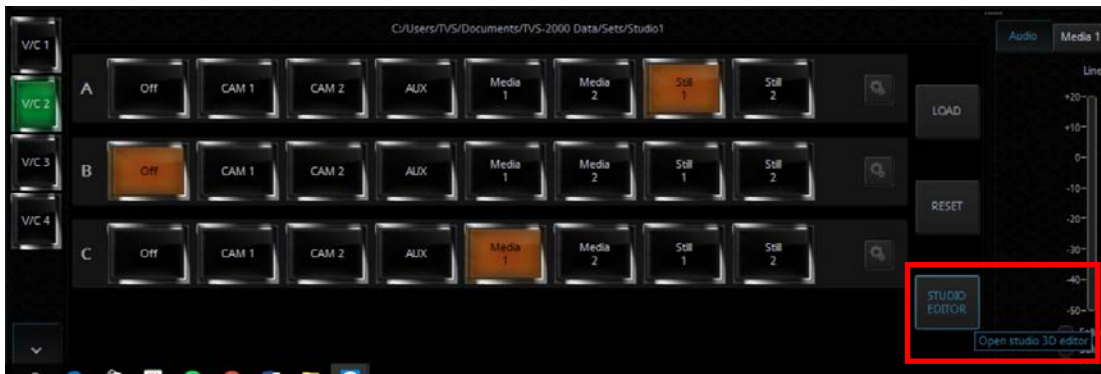 C:/Users/TVS/Documents/TVS-2000 Data/Sets/Studio1
Audio Media 1
V/C 1
Line
A Off CAM 1 CAM 2 AUX Media 1 Media 2 Still 1 Still 2
V/C 2
LOAD
+20
+10
V/C 3
B Off CAM 1 CAM 2 AUX Media 1 Media 2 Still 1 Still 2
0
-10
RESET
V/C 4
-20
C Off CAM 1 CAM 2 AUX Media 1 Media 2 Still 1 Still 2
-30
-40
STUDIO EDITOR
-50
Open studio 3D editor